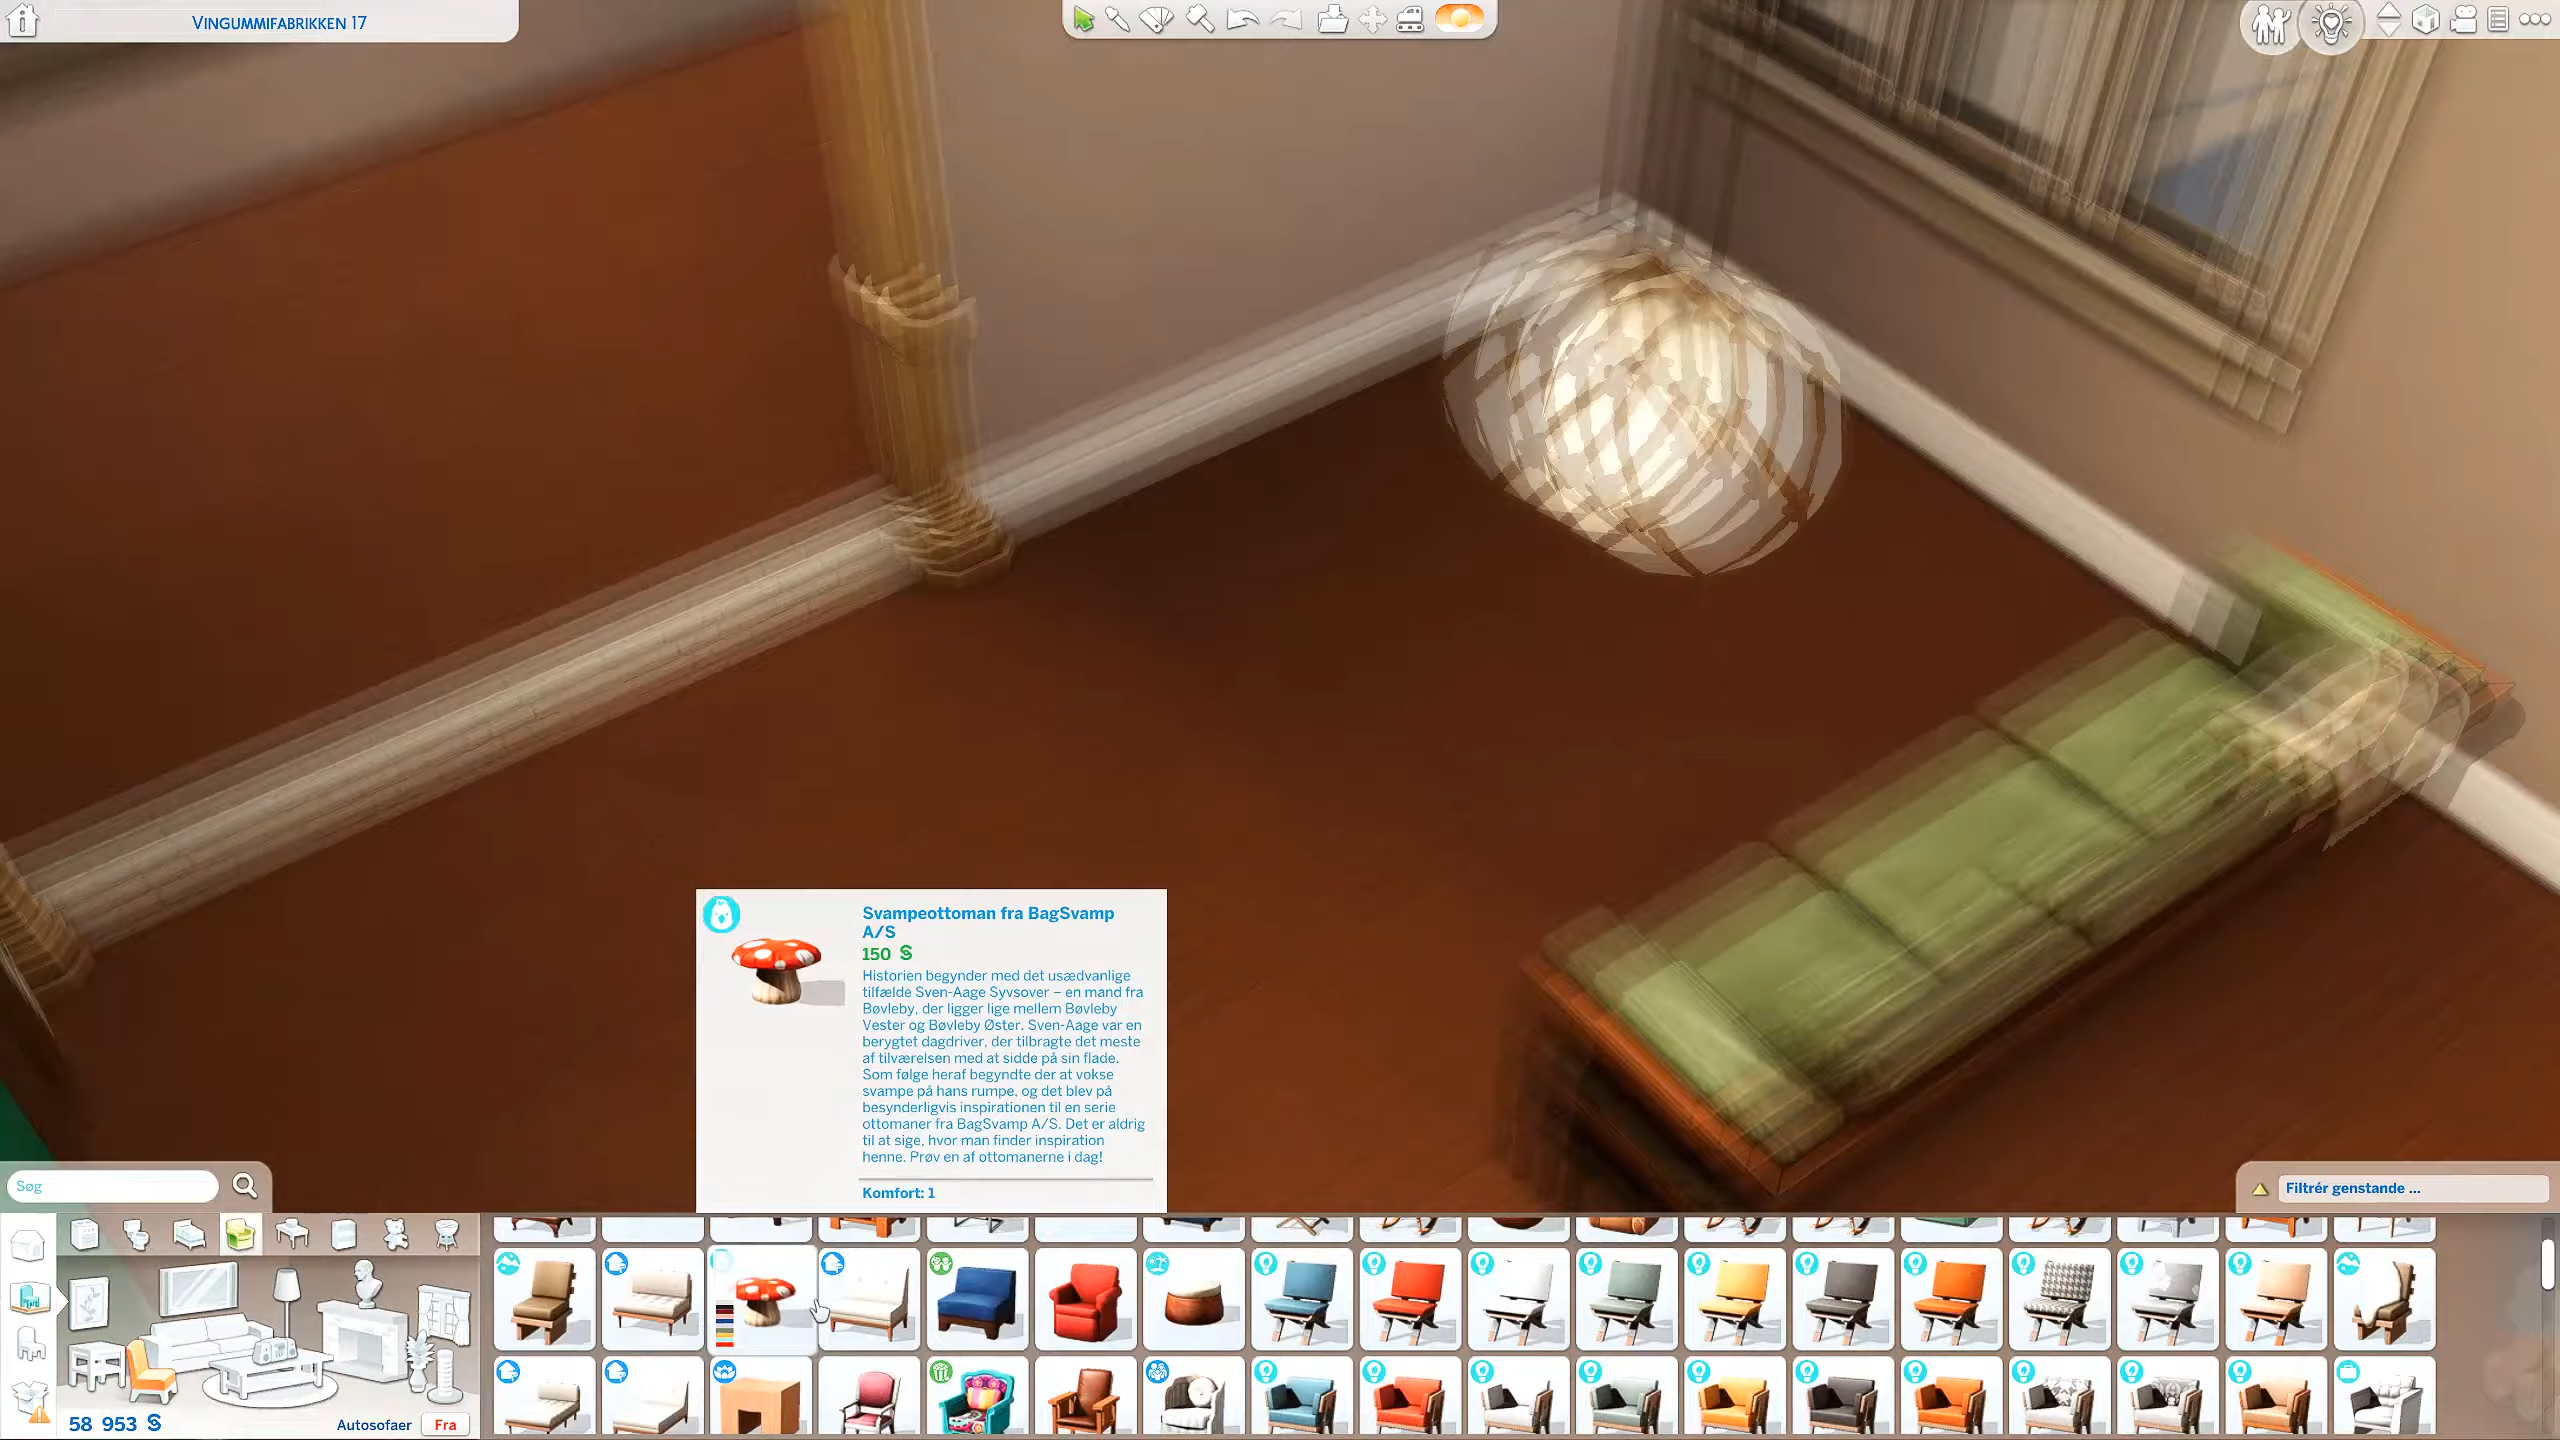 VINGUMMIFABRIKKEN 17
Svampeottoman fra BagSvamp
A/S
150 §
Historien begynder med det usædvanlige
tilfælde Sven-Aage Syvsover – en mand fra
Bøvleby, der ligger lige mellem Bøvleby
Vester og Bøvleby Øster. Sven-Aage var en
berygtet dagdriver, der tilbragte det meste
af tilværelsen med at sidde på sin flade.
Som følge heraf begyndte der at vokse
svampe på hans rumpe, og det blev på
besynderligvis inspirationen til en serie
ottomaner fra BagSvamp A/S. Det er aldrig
til at sige, hvor man finder inspiration
henne. Prøv en af ottomanerne i dag!
Komfort: 1
Søg
Filtrér genstande ...
58 953 §
Autosofaer Fra